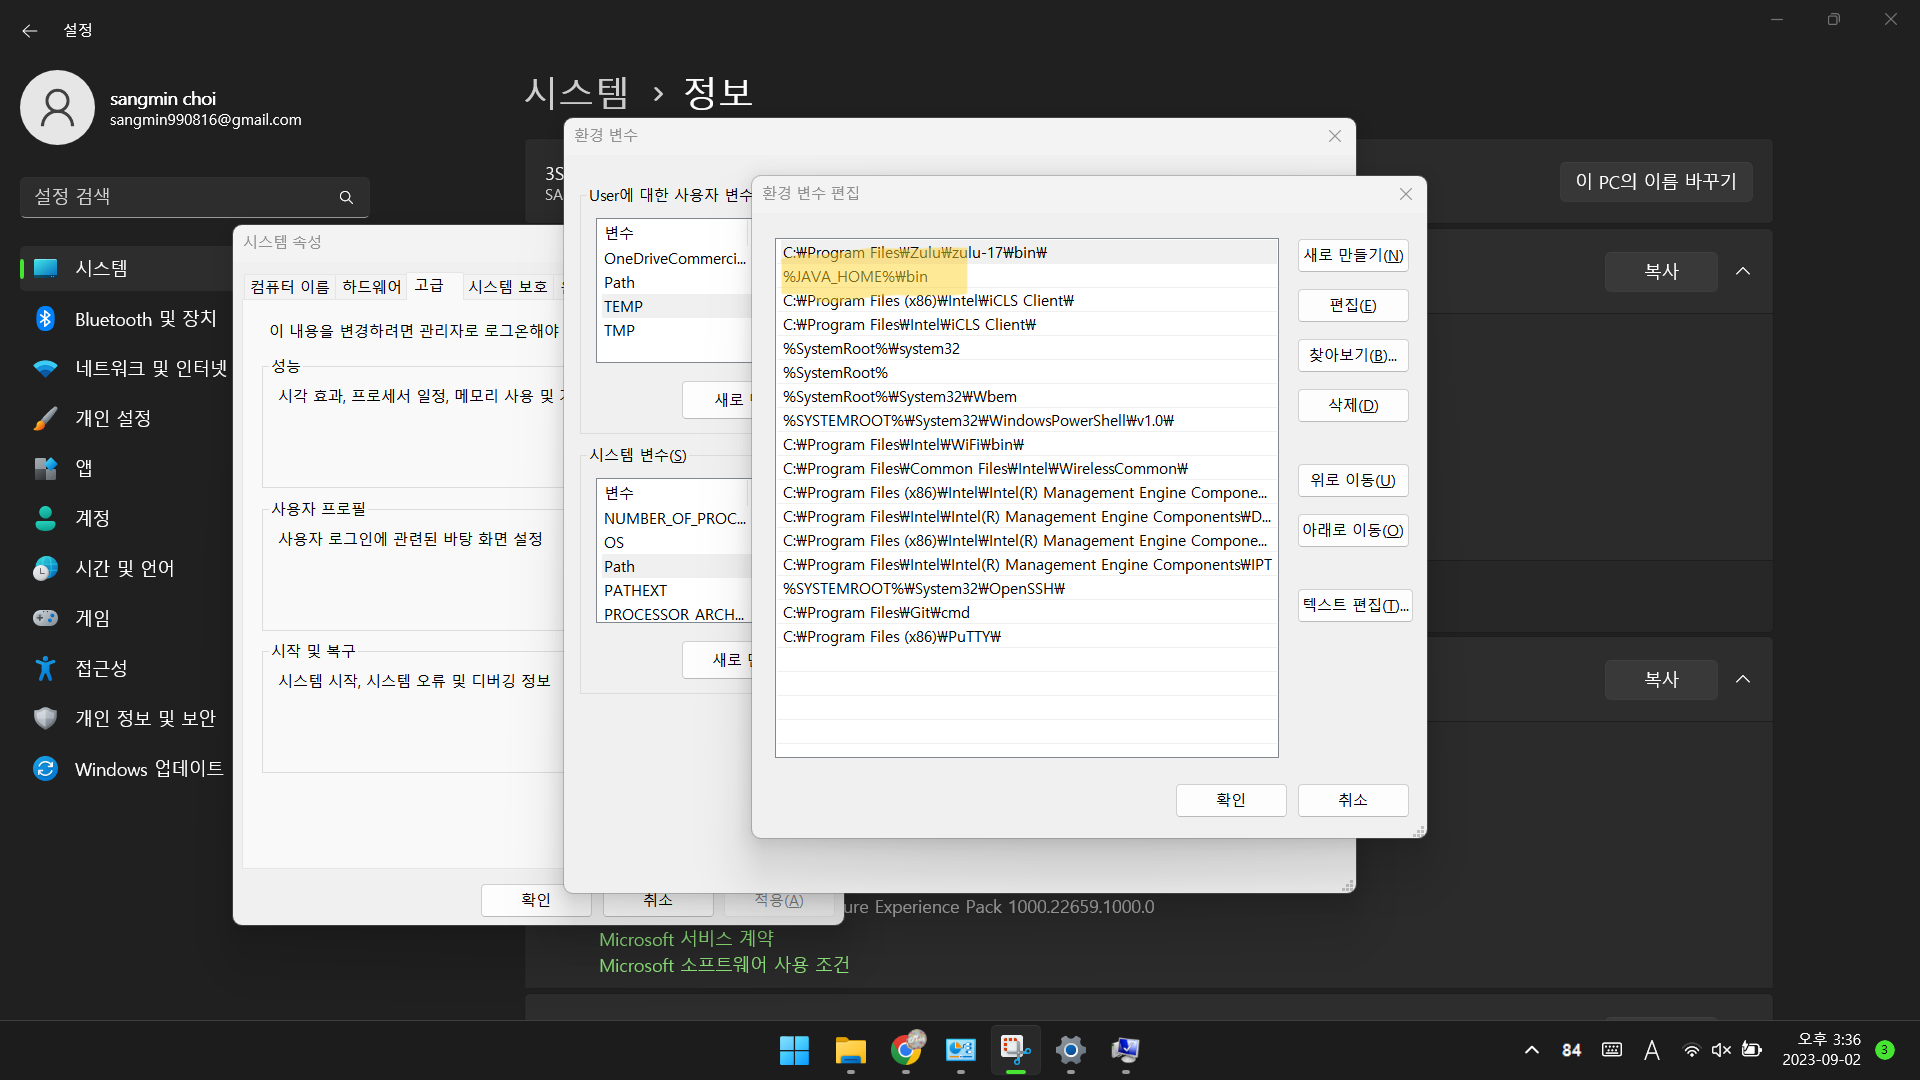 설정
sangmin choi
sangmin990816@gmail.com
설정 검색
시스템
Bluetooth 및 장치
네트워크 및 인터넷
개인 설정
앱
계정
시간 및 언어
게임
접근성
개인 정보 및 보안
Windows 업데이트
시스템 › 정보
3S
SA
이 PC의 이름 바꾸기
복사
복사
ure Experience Pack 1000.22659.1000.0
Microsoft 서비스 계약
Microsoft 소프트웨어 사용 조건
시스템 속성
컴퓨터 이름 하드웨어 고급 시스템 보호
이 내용을 변경하려면 관리자로 로그온해야
성능
시각 효과, 프로세서 일정, 메모리 사용 및
사용자 프로필
사용자 로그인에 관련된 바탕 화면 설정
시작 및 복구
시스템 시작, 시스템 오류 및 디버깅 정보
확인 취소 적용(A)
환경 변수
User에 대한 사용자 변수
변수
OneDriveCommerci...
Path
TEMP
TMP
새로
시스템 변수(S)
변수
NUMBER_OF_PROC...
OS
Path
PATHEXT
PROCESSOR_ARCH...
새로
환경 변수 편집
C:₩Program Files₩Zulu₩zulu-17₩bin₩
%JAVA_HOME%₩bin
C:₩Program Files (x86)₩Intel₩iCLS Client₩
C:₩Program Files₩Intel₩iCLS Client₩
%SystemRoot%₩system32
%SystemRoot%
%SystemRoot%₩System32₩Wbem
%SYSTEMROOT%₩System32₩WindowsPowerShell₩v1.0₩
C:₩Program Files₩Intel₩WiFi₩bin₩
C:₩Program Files₩Common Files₩Intel₩WirelessCommon₩
C:₩Program Files (x86)₩Intel₩Intel(R) Management Engine Compone...
C:₩Program Files₩Intel₩Intel(R) Management Engine Components₩D...
C:₩Program Files (x86)₩Intel₩Intel(R) Management Engine Compone...
C:₩Program Files₩Intel₩Intel(R) Management Engine Components₩IPT
%SYSTEMROOT%₩System32₩OpenSSH₩
C:₩Program Files₩Git₩cmd
C:₩Program Files (x86)₩PuTTY₩
새로 만들기(N)
편집(E)
찾아보기(B)...
삭제(D)
위로 이동(U)
아래로 이동(O)
텍스트 편집(T)...
확인 취소
84 A
오후 3:36
2023-09-02
3